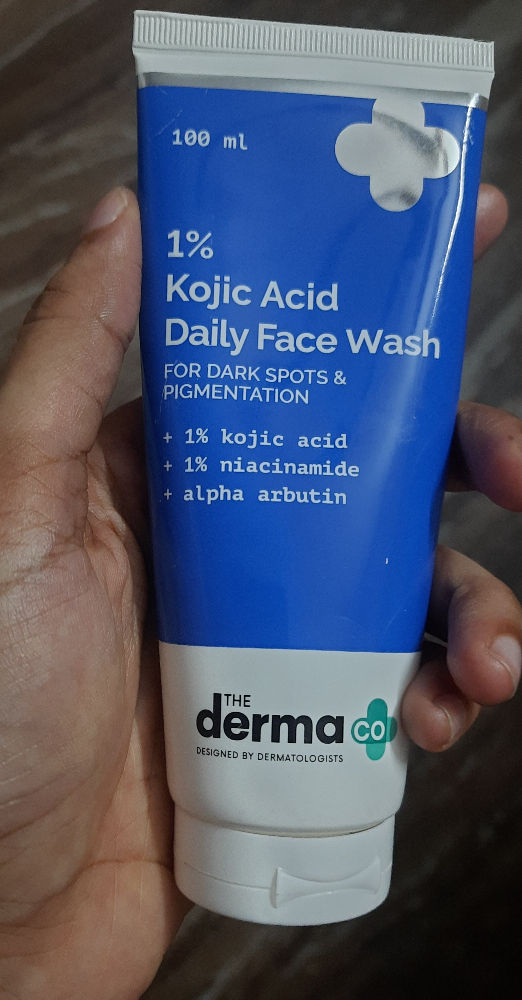 100 ml
1%
Kojic Acid
Daily Face Wash
FOR DARK SPOTS &
PIGMENTATION
+ 1% kojic acid
+ 1% niacinamide
+ alpha arbutin
THE
derma co
DESIGNED BY DERMATOLOGISTS